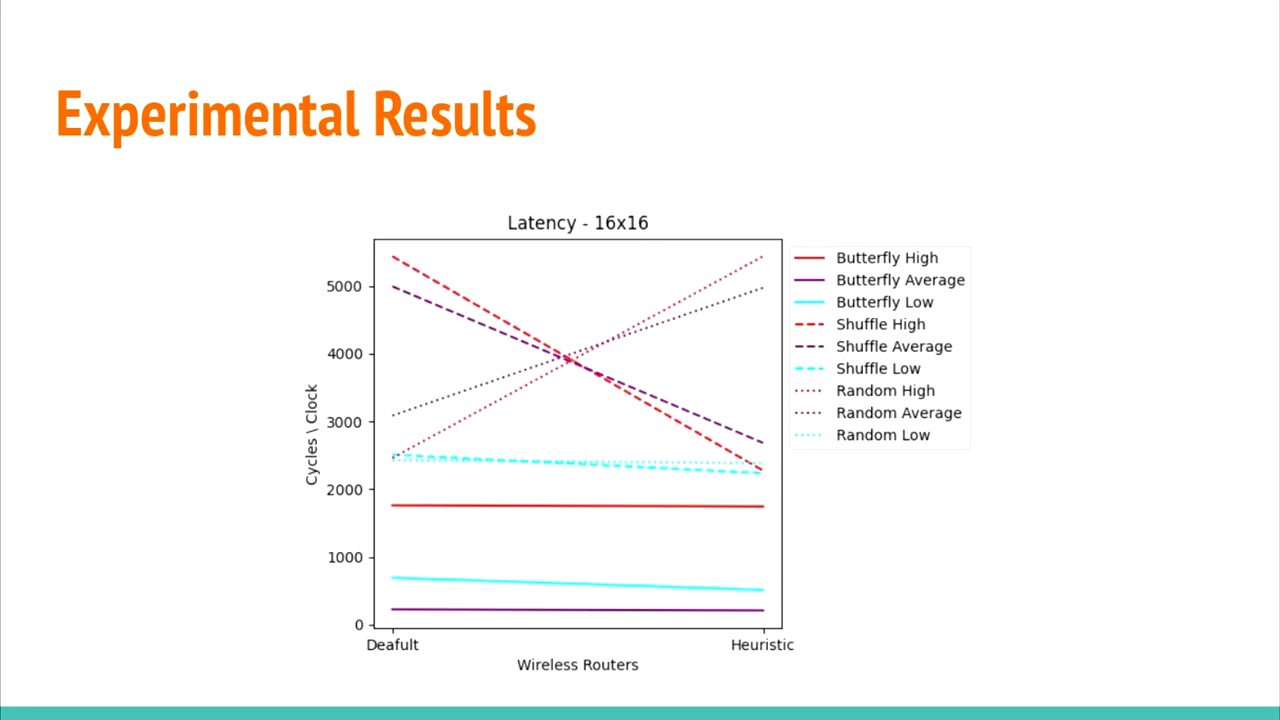 Experimental Results
Latency - 16x16
Cycles \ Clock
5000
4000
3000
2000
1000
0
Deafult
Heuristic
Wireless Routers
Butterfly High
Butterfly Average
Butterfly Low
Shuffle High
Shuffle Average
Shuffle Low
Random High
Random Average
Random Low